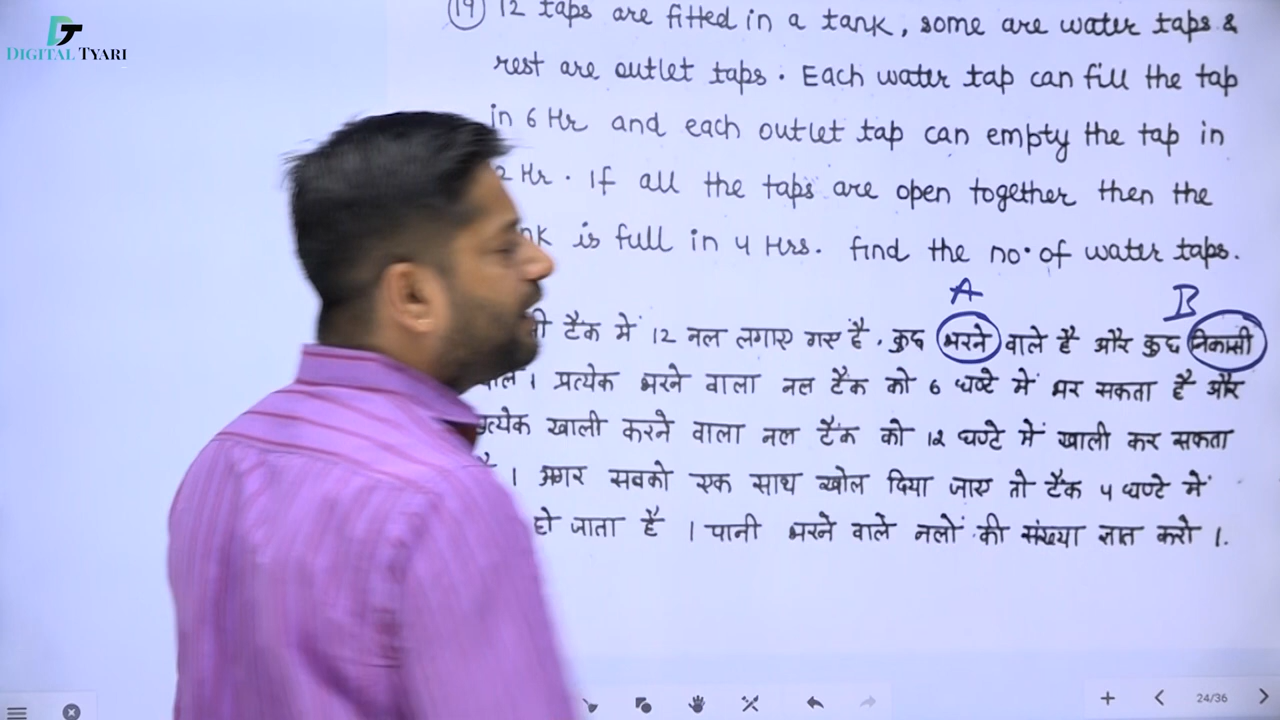 DIGITAL TYARI
(19) 12 taps are fitted in a tank, some are water taps &
rest are outlet taps. Each water tap can fill the tap
in 6 Hr and each outlet tap can empty the tap in
2 Hr. If all the taps are open together then the
is full in 4 Hrs. find the no. of water taps.
A B
टैंक में 12 नल लगाए गए है. कुछ भरने वाले है और कुछ निकासी
। प्रत्येक भरने वाला नल टैंक को 6 घण्टे में भर सकता है और
खाली करने वाला नल टैंक को 12 घण्टे में खाली कर सकता
। अगर सबको एक साथ खोल दिया जाए तो टैंक 4 घण्टे में
हो जाता है । पानी भरने वाले नलों की संख्या ज्ञात करो ।.
24/36